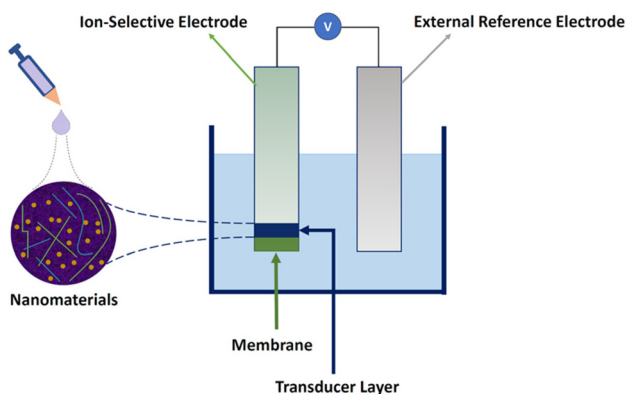 Ion-Selective Electrode
V
External Reference Electrode
Nanomaterials
Membrane
Transducer Layer